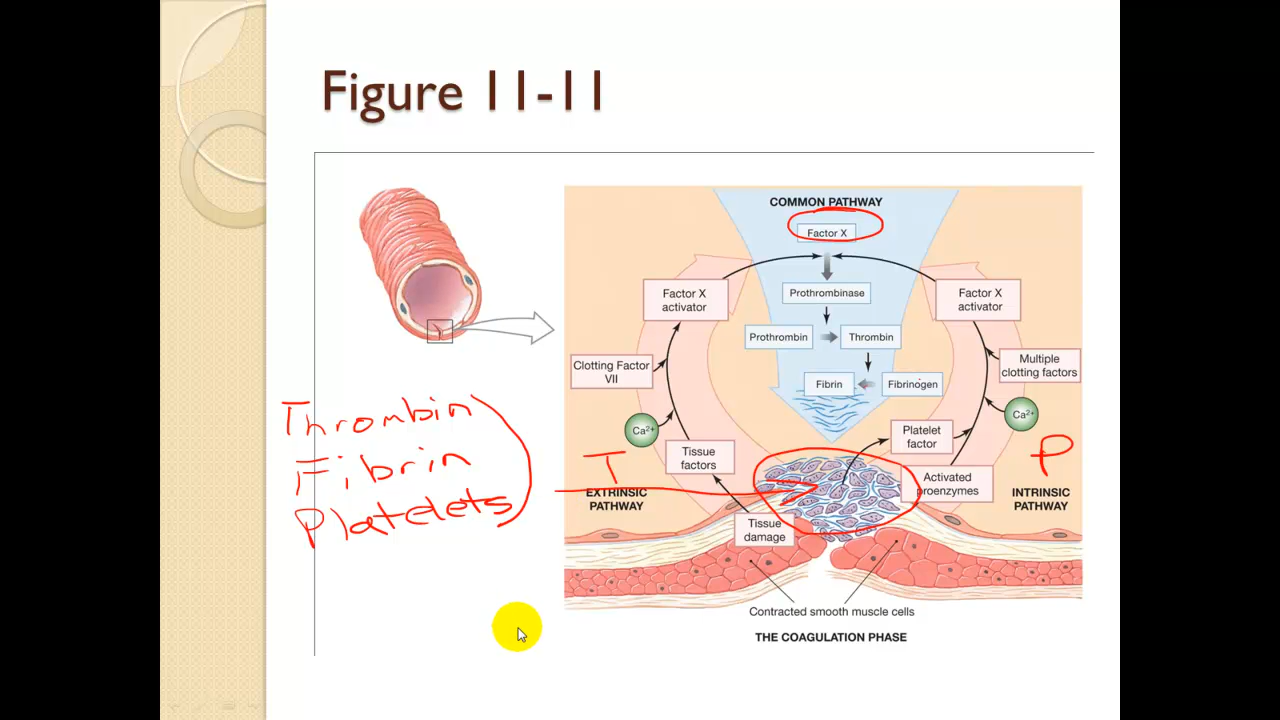 Figure 11-11
COMMON PATHWAY
Factor X
Factor X
activator
Prothrombinase
Factor X
activator
Prothrombin
Thrombin
Clotting Factor
VII
Multiple
clotting factors
Fibrin
Fibrinogen
Thrombin
Fibrin
Platelets
Ca2+
Ca2+
Platelet
factor
Tissue
factors
T
P
Activated
proenzymes
EXTRINSIC
PATHWAY
INTRINSIC
PATHWAY
Tissue
damage
Contracted smooth muscle cells
THE COAGULATION PHASE